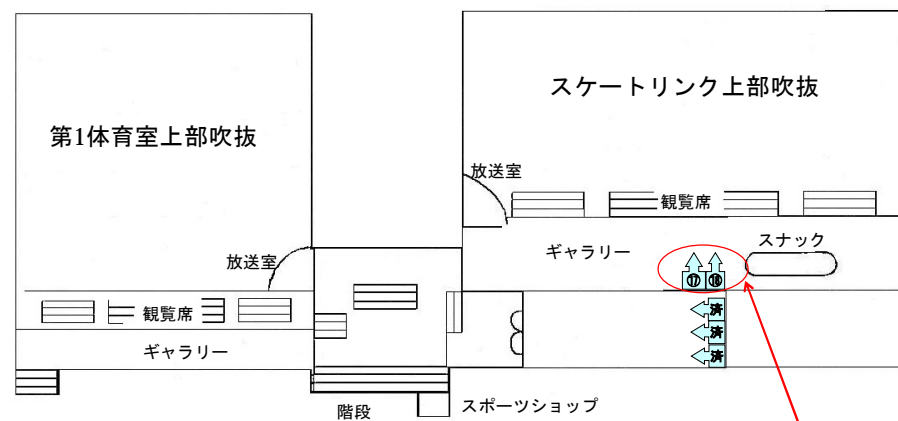 スケートリンク上部吹抜
第1体育室上部吹抜
放送室
観覧席
スナック
ギャラリー
放送室
⑰ ⑱
観覧席
済
済
済
ギャラリー
階段
スポーツショップ